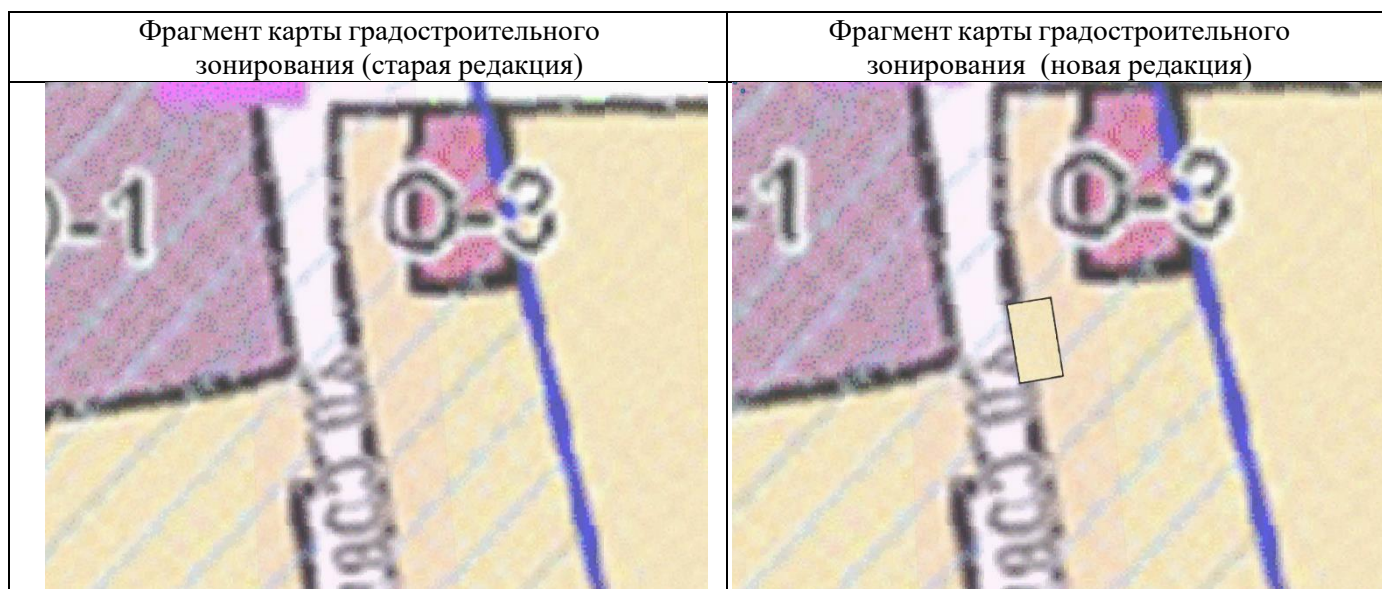 Фрагмент карты градостроительного
зонирования (старая редакция)
Фрагмент карты градостроительного
зонирования (новая редакция)
-1
О-3
-1
О-3